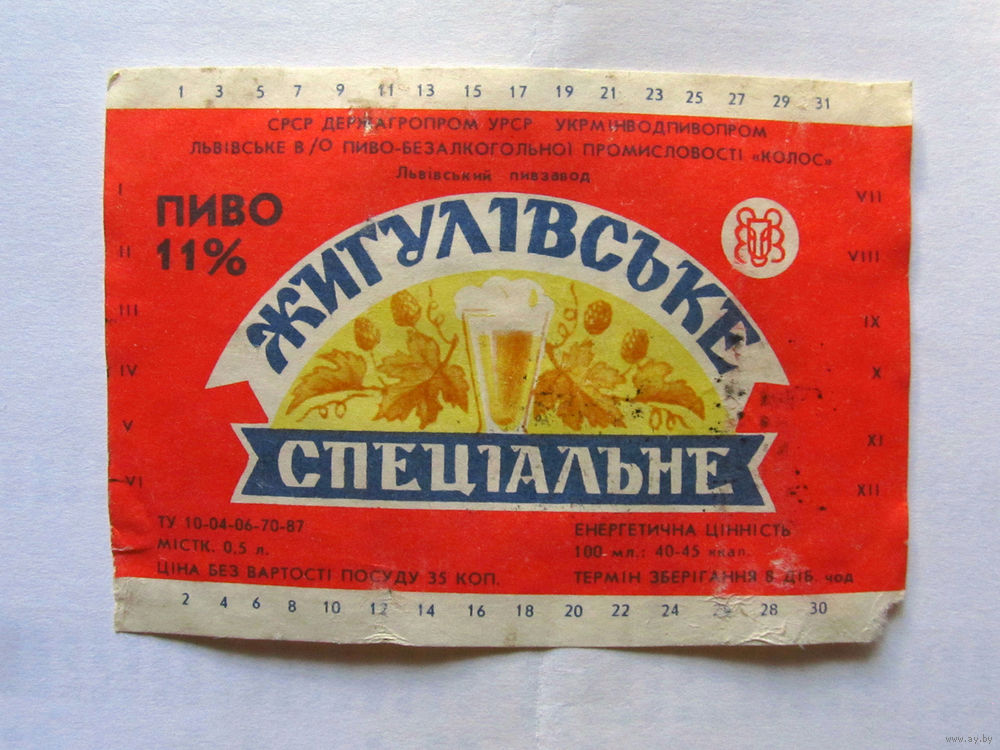 1 3 5 7 9 11 13 15 17 19 21 23 25 27 29 31
СРСР ДЕРЖАГРОПРОМ УРСР УКРМІНВОДПИВОПРОМ
ЛЬВІВСЬКЕ В/О ПИВО-БЕЗАЛКОГОЛЬНОЇ ПРОМИСЛОВОСТІ «КОЛОС»
Львівський пивзавод
I
II
III
IV
V
VI
ПИВО
11%
ЖИГУЛІВСЬКЕ
СПЕЦІАЛЬНЕ
VII
VIII
IX
X
XI
XII
ТУ 10-04-06-70-87
МІСТК. 0,5 л.
ЦІНА БЕЗ ВАРТОСТІ ПОСУДУ 35 КОП.
ЕНЕРГЕТИЧНА ЦІННІСТЬ
100 мл.: 40-45 ккал.
ТЕРМІН ЗБЕРІГАННЯ 8 ДІБ.
2 4 6 8 10 12 14 16 18 20 22 24 26 28 30
www.ay.by